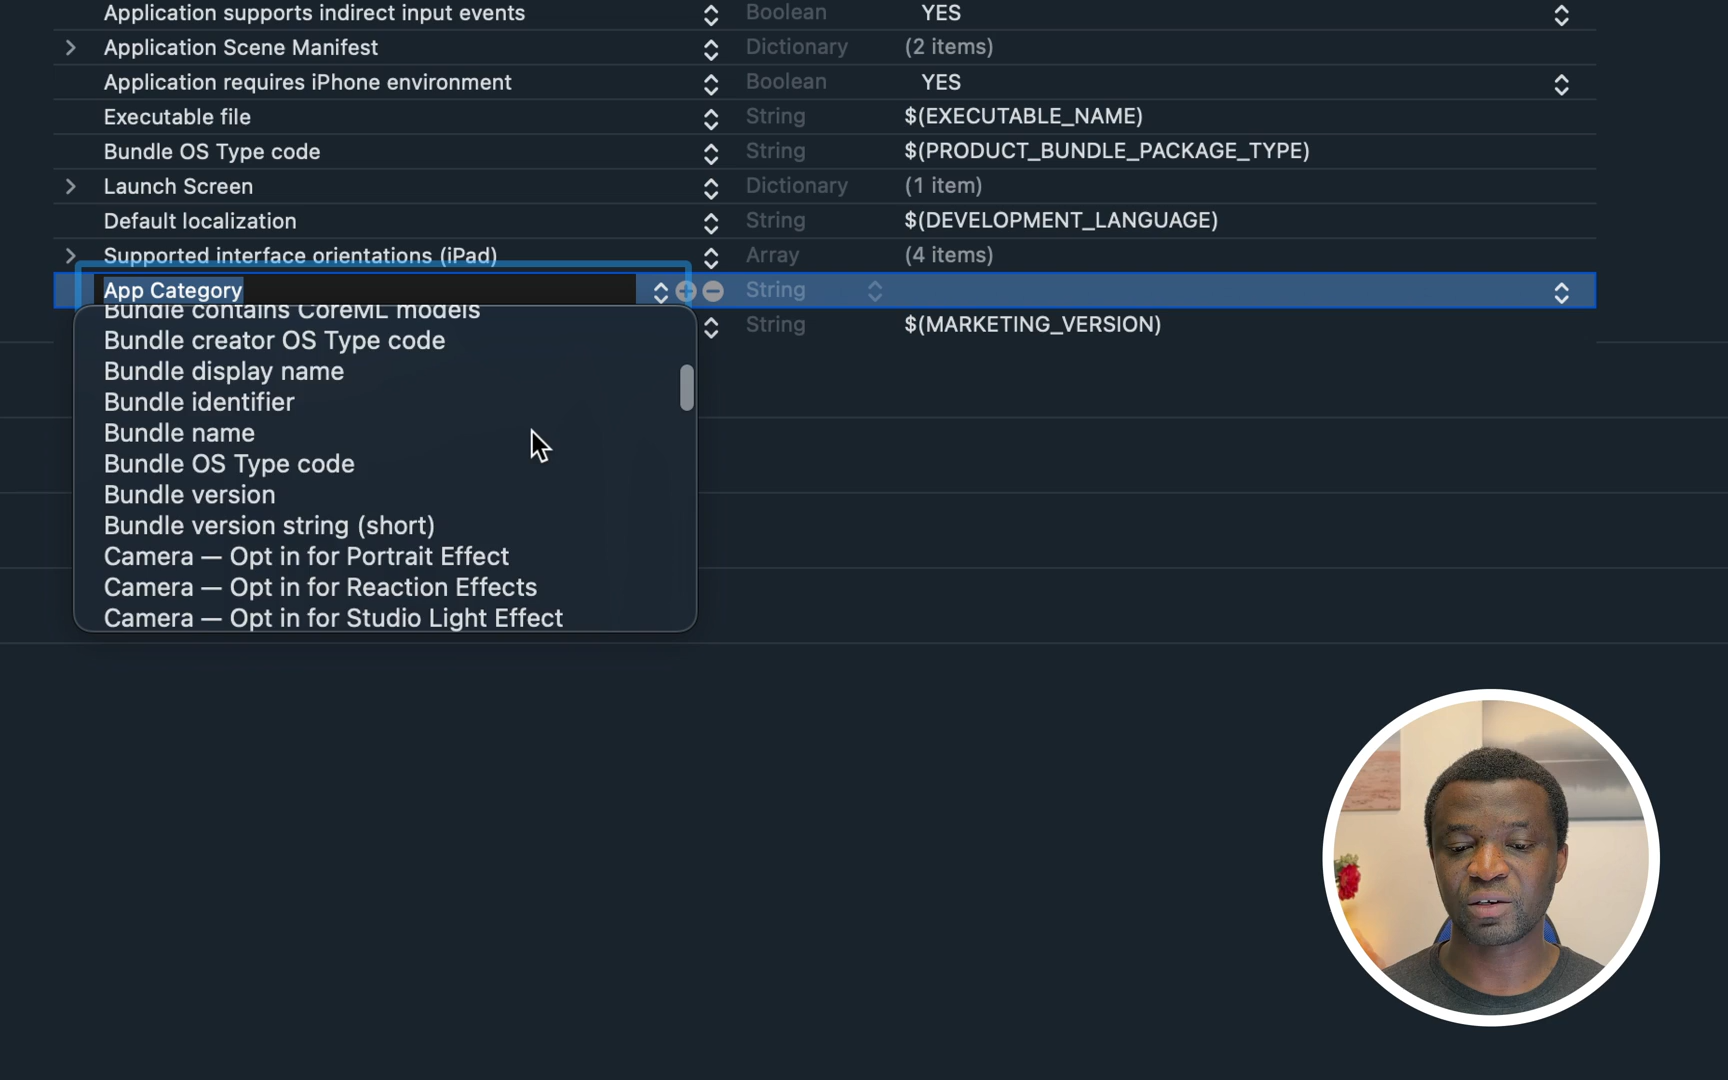 Application supports indirect input events Boolean YES
Application Scene Manifest Dictionary (2 items)
Application requires iPhone environment Boolean YES
Executable file String $(EXECUTABLE_NAME)
Bundle OS Type code String $(PRODUCT_BUNDLE_PACKAGE_TYPE)
Launch Screen Dictionary (1 item)
Default localization String $(DEVELOPMENT_LANGUAGE)
Supported interface orientations (iPad) Array (4 items)
App Category String
String $(MARKETING_VERSION)
Bundle contains CoreML models
Bundle creator OS Type code
Bundle display name
Bundle identifier
Bundle name
Bundle OS Type code
Bundle version
Bundle version string (short)
Camera — Opt in for Portrait Effect
Camera — Opt in for Reaction Effects
Camera — Opt in for Studio Light Effect